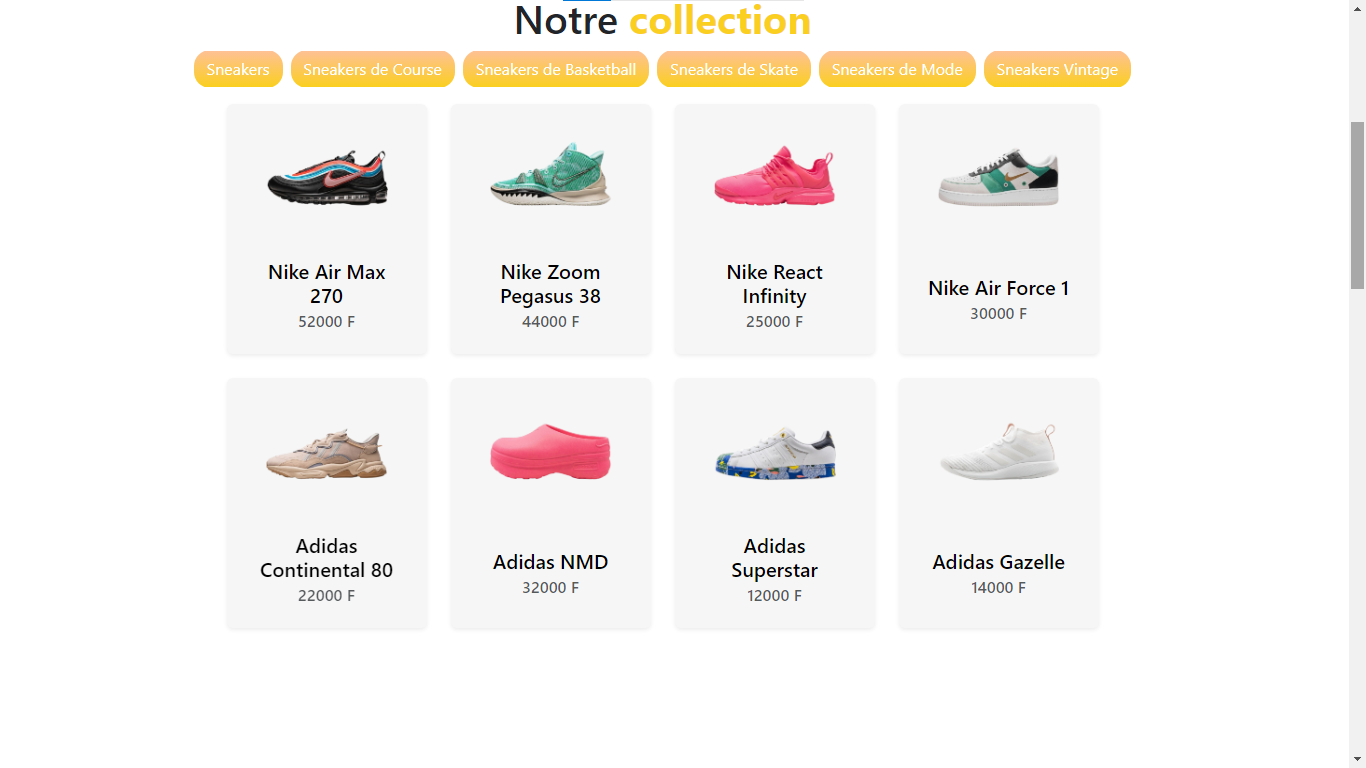 Notre collection
Sneakers
Sneakers de Course
Sneakers de Basketball
Sneakers de Skate
Sneakers de Mode
Sneakers Vintage
Nike Air Max
270
52000 F
Nike Zoom
Pegasus 38
44000 F
Nike React
Infinity
25000 F
Nike Air Force 1
30000 F
Adidas
Continental 80
22000 F
Adidas NMD
32000 F
Adidas
Superstar
12000 F
Adidas Gazelle
14000 F